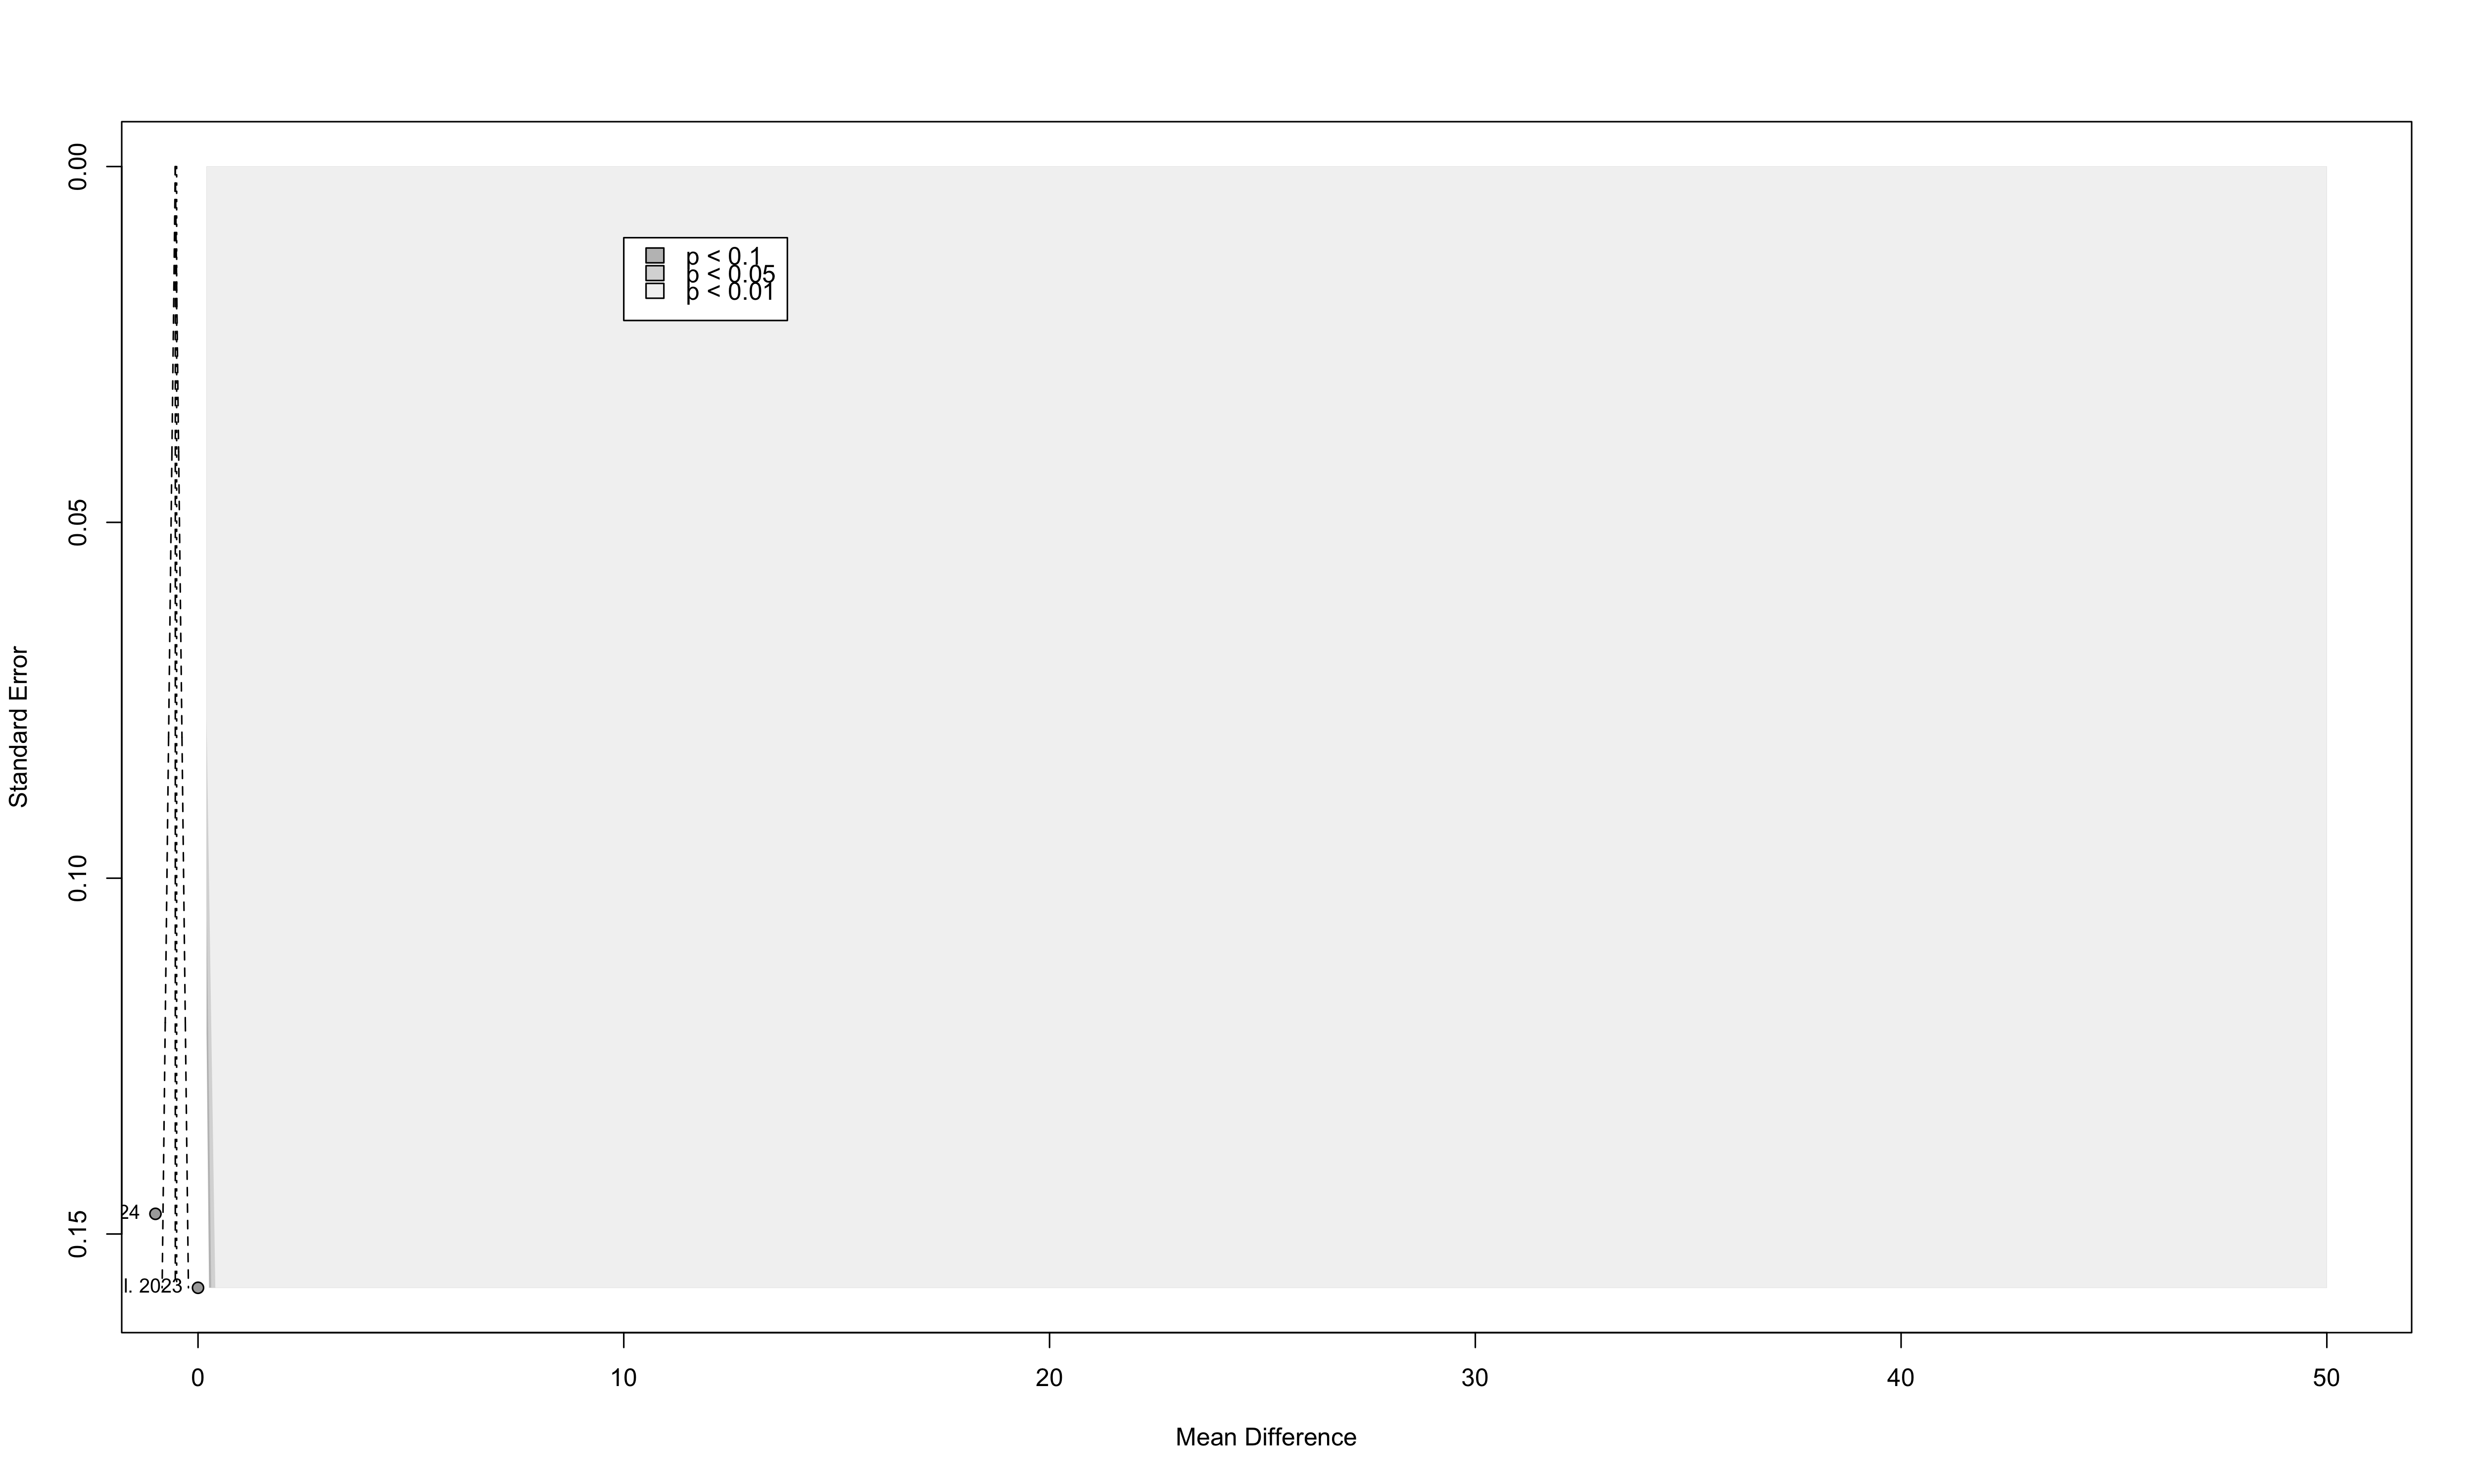 0.00
0.05
0.10
0.15
Standard Error
p < 0.1
p < 0.05
p < 0.01
24
l. 2023
0 10 20 30 40 50
Mean Difference